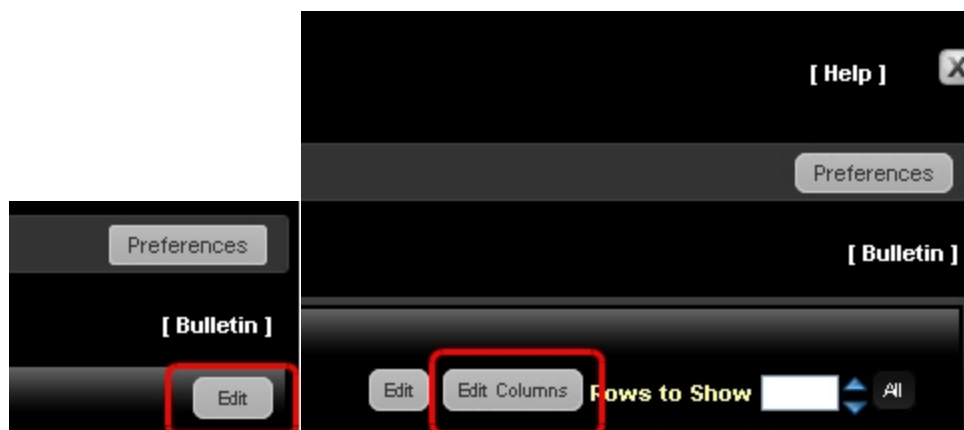 Preferences
[ Bulletin ]
Edit
[ Help ] X
Preferences
[ Bulletin ]
Edit Edit Columns Rows to Show All